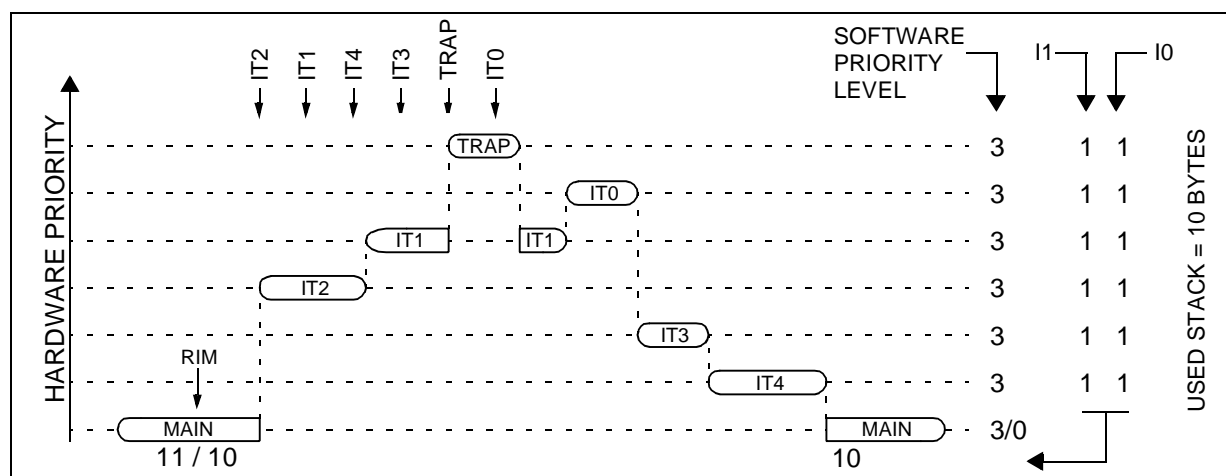 IT2
IT1
IT4
IT3
TRAP
IT0
SOFTWARE
PRIORITY
LEVEL
I1
I0
HARDWARE PRIORITY
TRAP
3
1 1
IT0
3
1 1
IT1
IT1
3
1 1
IT2
3
1 1
IT3
3
1 1
RIM
IT4
3
1 1
MAIN
MAIN
3/0
11 / 10
10
USED STACK = 10 BYTES